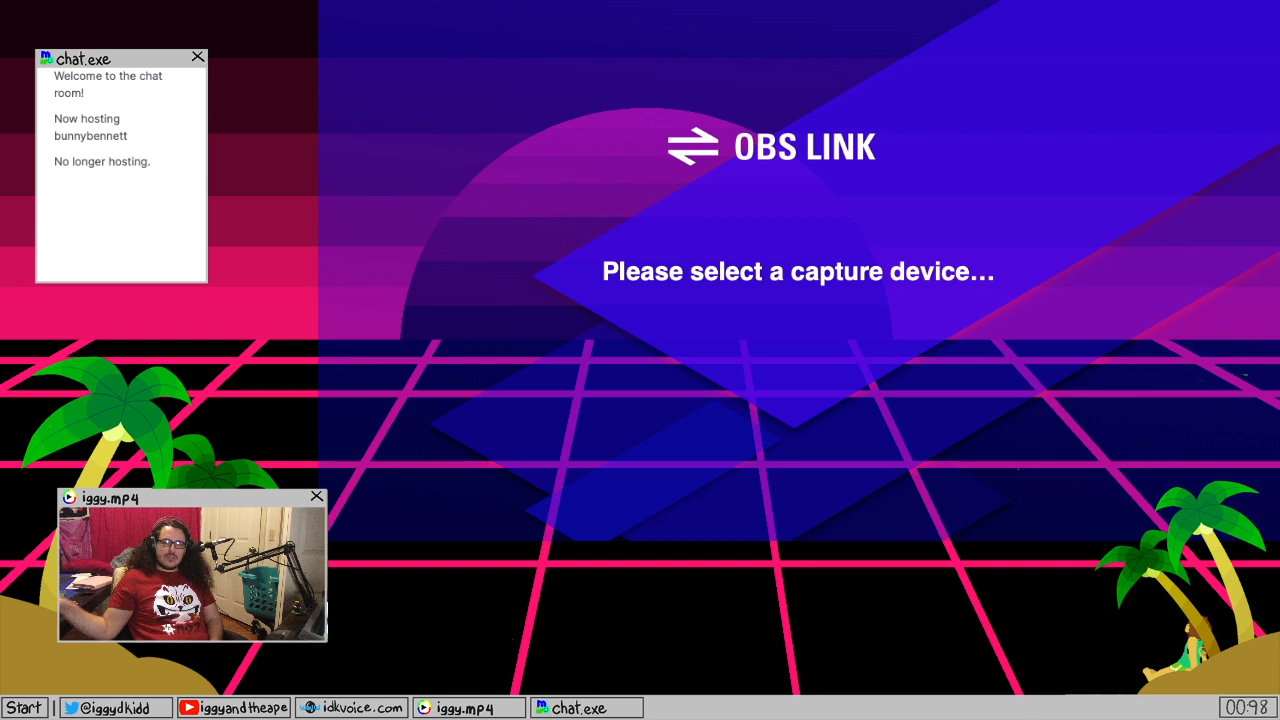 chat.exe
Welcome to the chat
room!
Now hosting
bunnybennett
No longer hosting.
OBS LINK
Please select a capture device...
iggy.mp4
Start | @iggydkidd iggyandtheape www idkvoice.com iggy.mp4 chat.exe 00:98